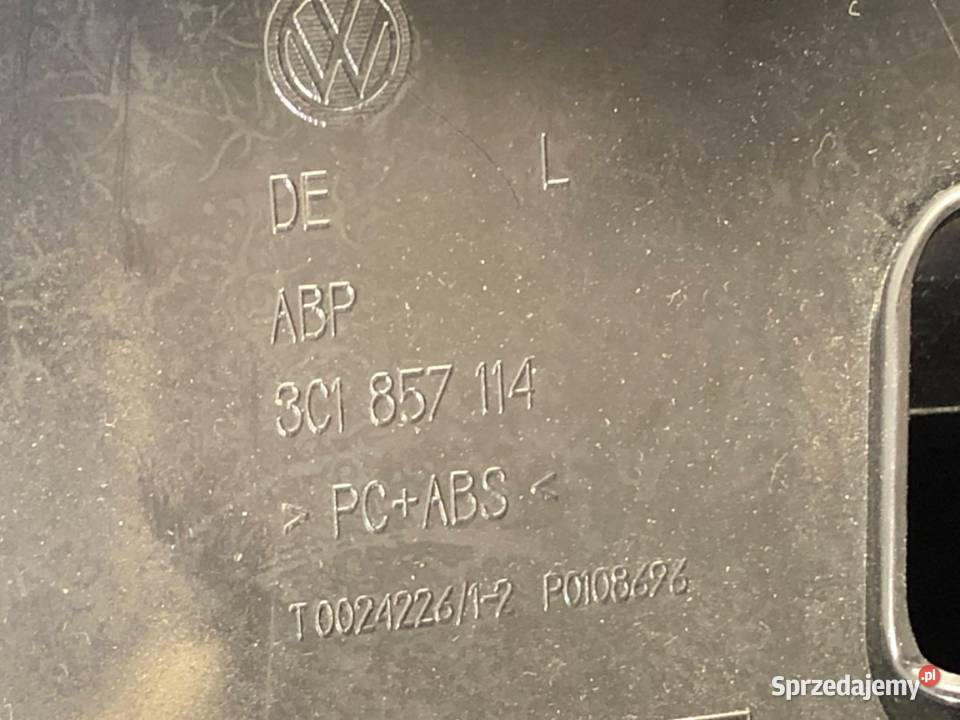 DE L
ABP
3C1 857 114
> PC+ABS <
T0024226/1-2 P0108696
Sprzedajemy.pl